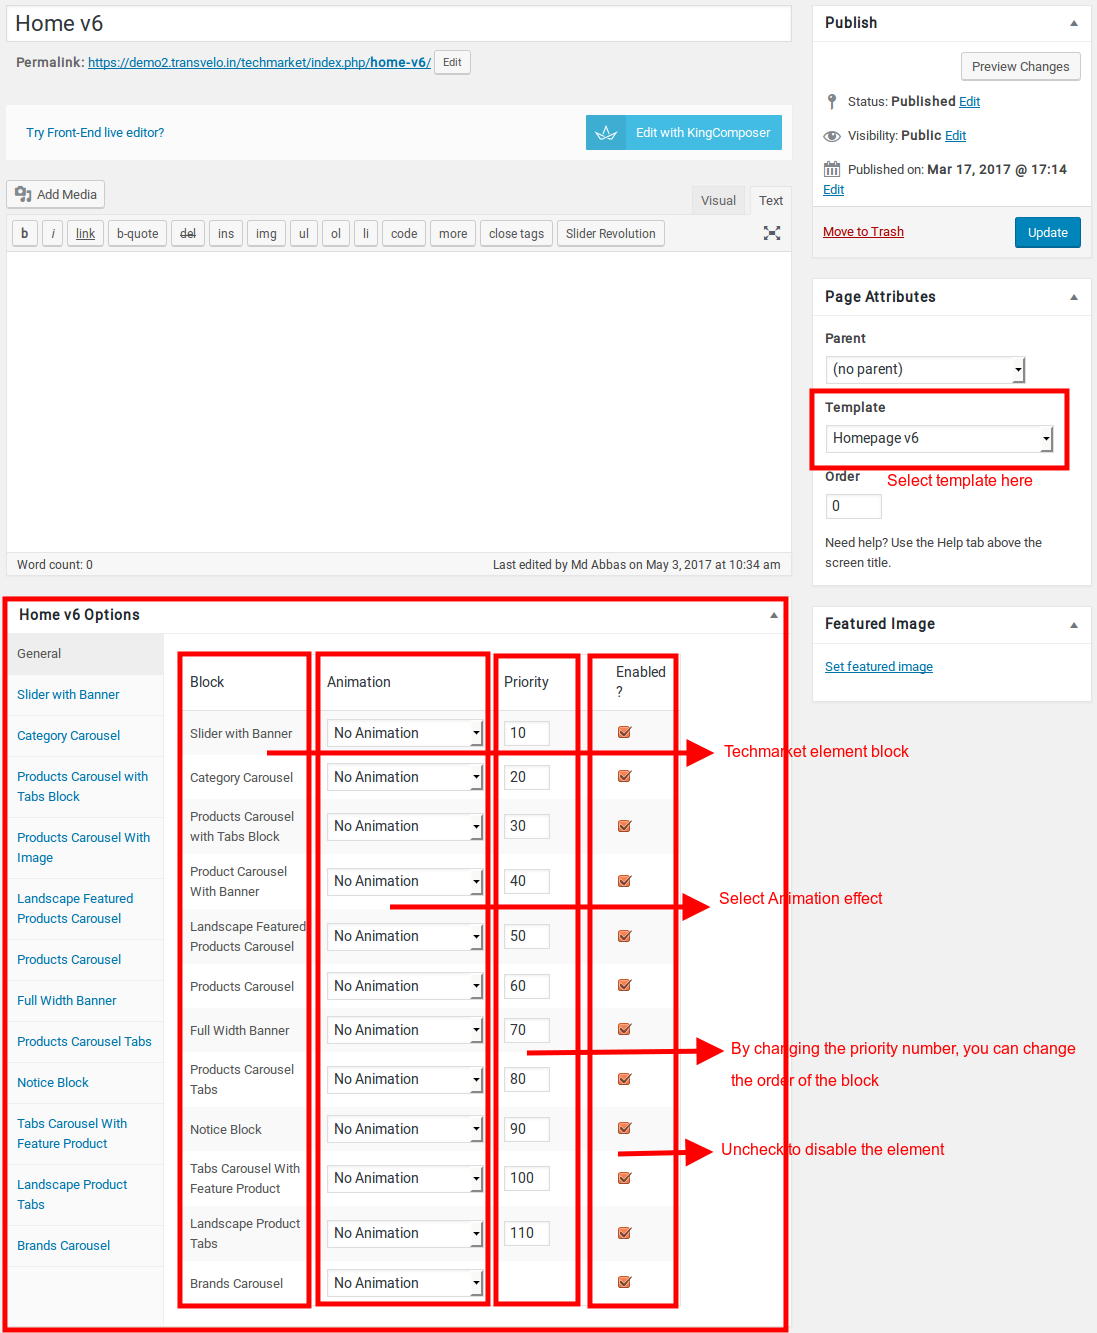 Home v6
Permalink: https://demo2.transvelo.in/techmarket/index.php/home-v6/ Edit
Try Front-End live editor?
Edit with KingComposer
Add Media
Visual
Text
b
i
link
b-quote
del
ins
img
ul
ol
li
code
more
close tags
Slider Revolution
Word count: 0
Last edited by Md Abbas on May 3, 2017 at 10:34 am
Publish
Preview Changes
Status: Published Edit
Visibility: Public Edit
Published on: Mar 17, 2017 @ 17:14
Edit
Move to Trash
Update
Page Attributes
Parent
(no parent)
Template
Homepage v6
Select template here
Order
0
Need help? Use the Help tab above the
screen title.
Featured Image
Set featured image
Home v6 Options
General
Slider with Banner
Category Carousel
Products Carousel with
Tabs Block
Products Carousel With
Image
Landscape Featured
Products Carousel
Products Carousel
Full Width Banner
Products Carousel Tabs
Notice Block
Tabs Carousel With
Feature Product
Landscape Product
Tabs
Brands Carousel
Block
Animation
Priority
Enabled
?
Slider with Banner
No Animation
10
Techmarket element block
Category Carousel
No Animation
20
Products Carousel
with Tabs Block
No Animation
30
Product Carousel
With Banner
No Animation
40
Select Animation effect
Landscape Featured
Products Carousel
No Animation
50
Products Carousel
No Animation
60
Full Width Banner
No Animation
70
By changing the priority number, you can change
the order of the block
Products Carousel
Tabs
No Animation
80
Notice Block
No Animation
90
Uncheck to disable the element
Tabs Carousel With
Feature Product
No Animation
100
Landscape Product
Tabs
No Animation
110
Brands Carousel
No Animation